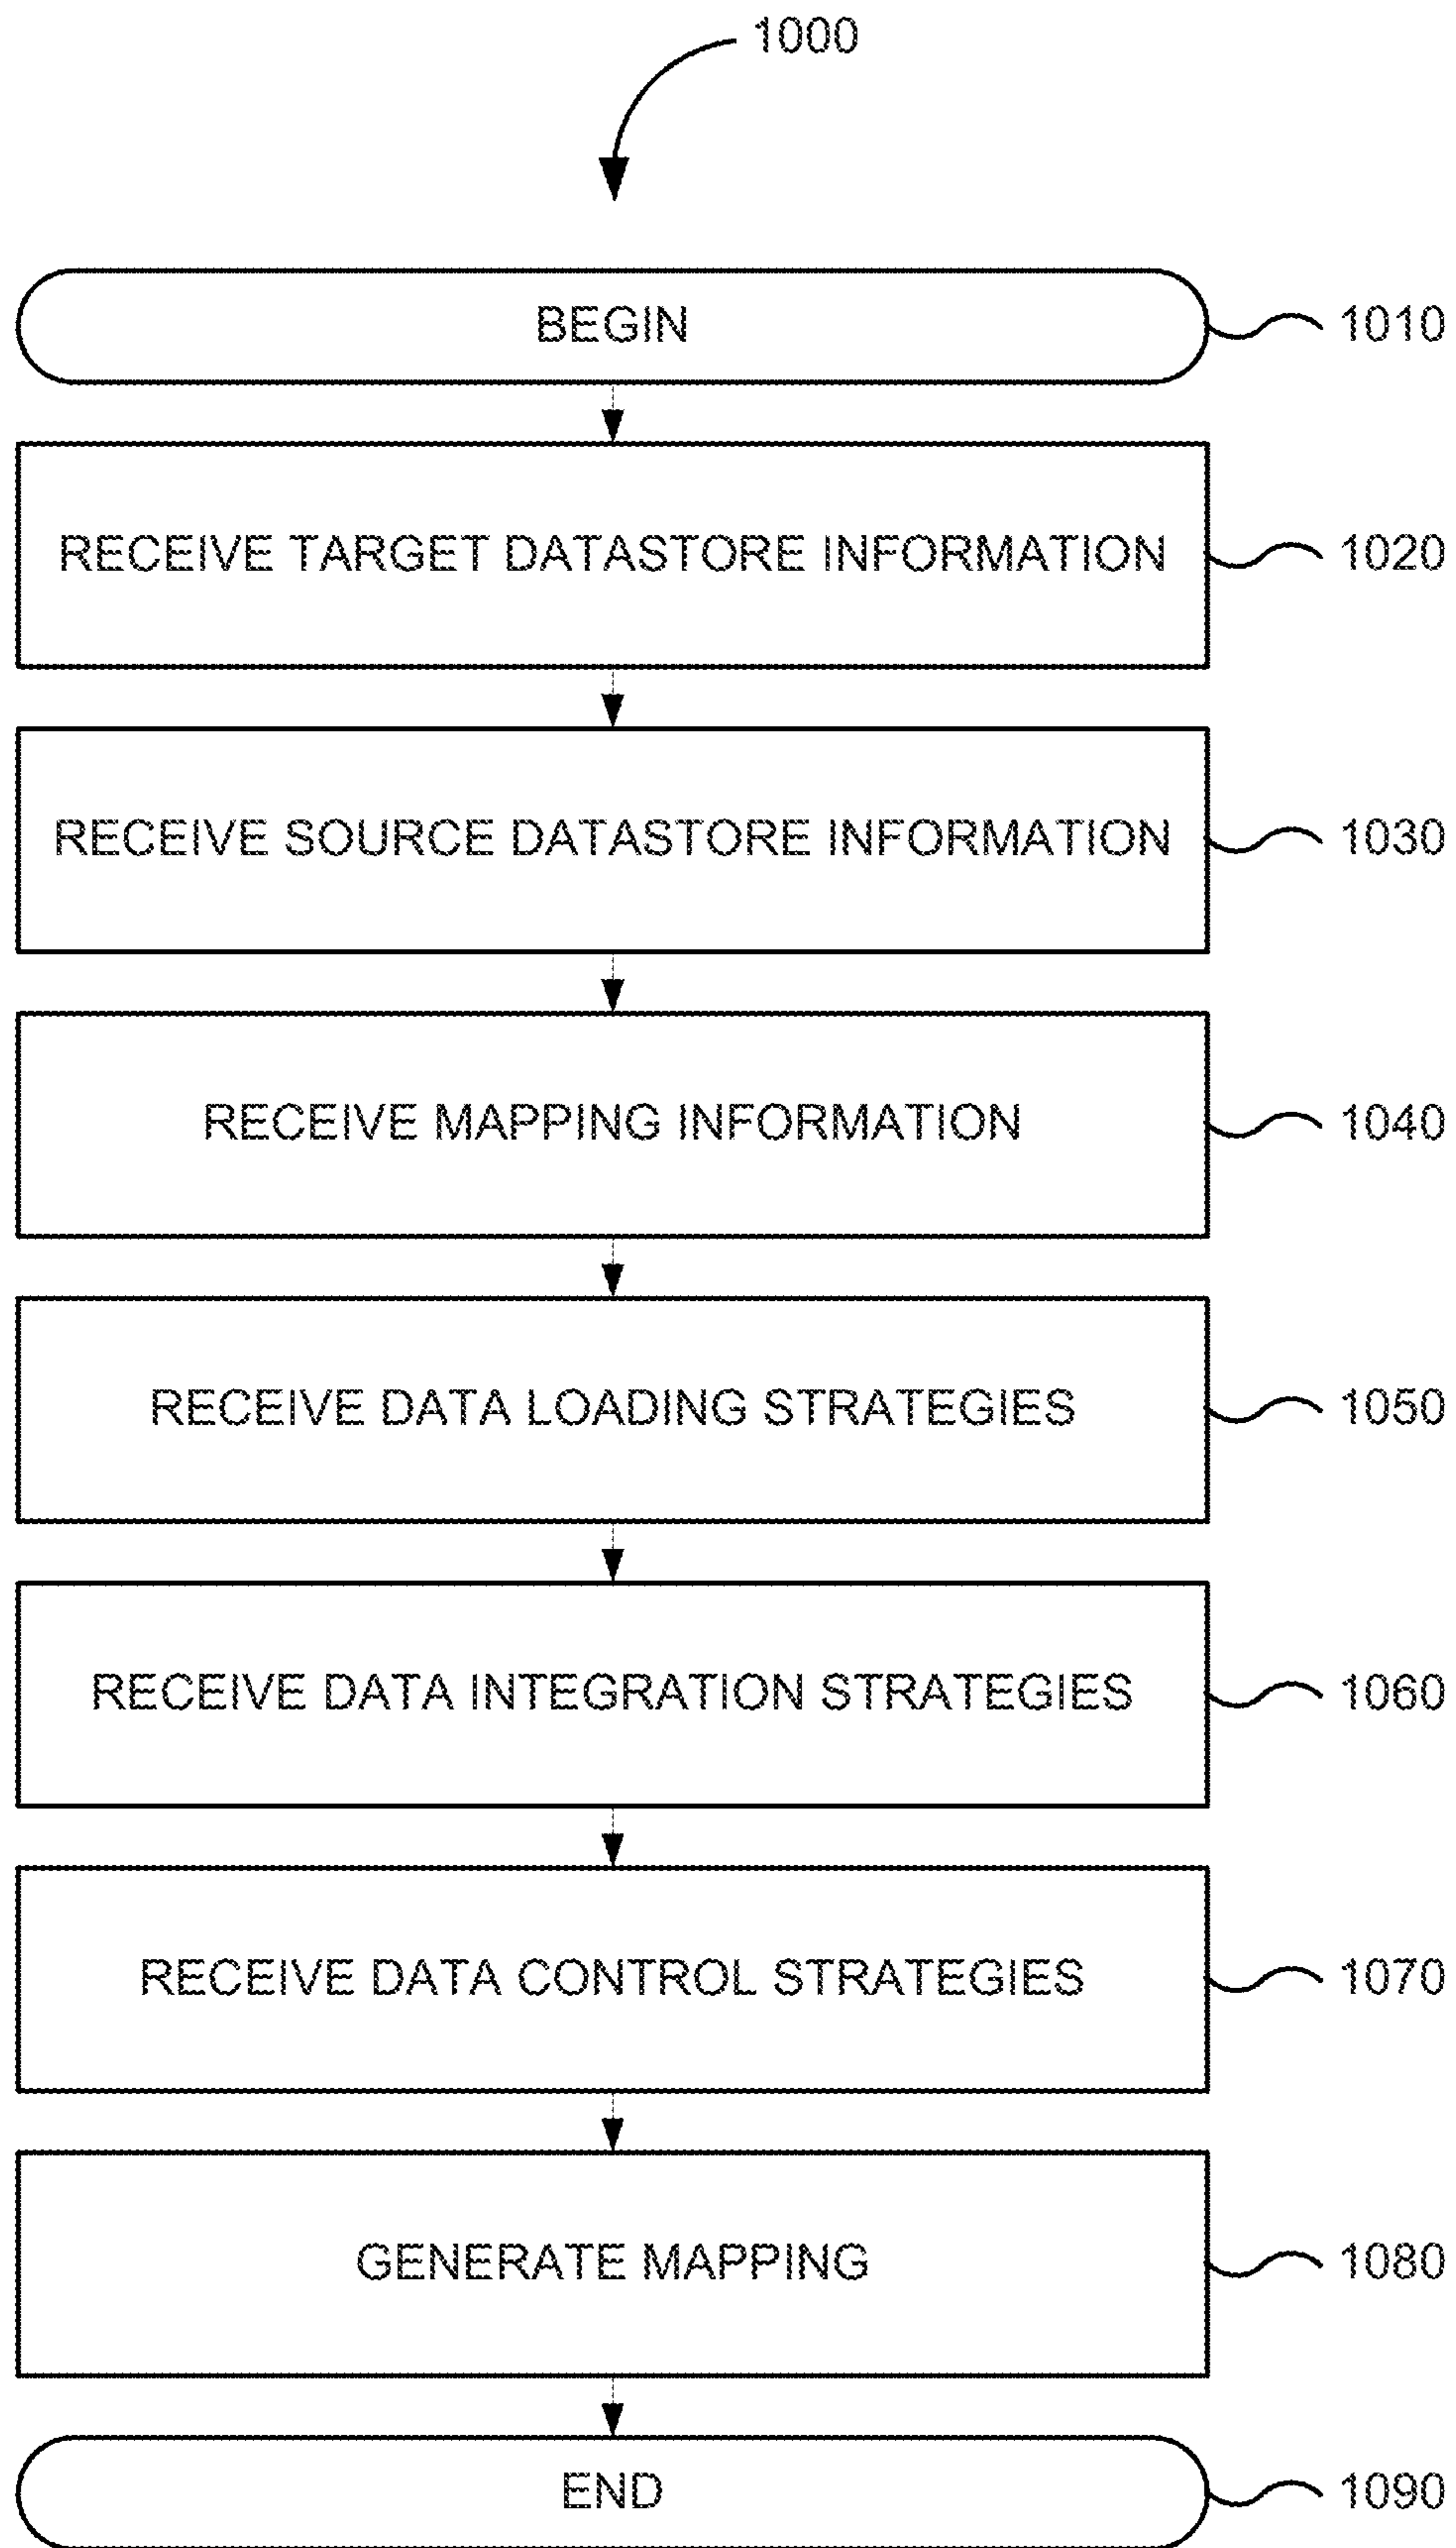 1000
BEGIN
1010
RECEIVE TARGET DATASTORE INFORMATION
1020
RECEIVE SOURCE DATASTORE INFORMATION
1030
RECEIVE MAPPING INFORMATION
1040
RECEIVE DATA LOADING STRATEGIES
1050
RECEIVE DATA INTEGRATION STRATEGIES
1060
RECEIVE DATA CONTROL STRATEGIES
1070
GENERATE MAPPING
1080
END
1090